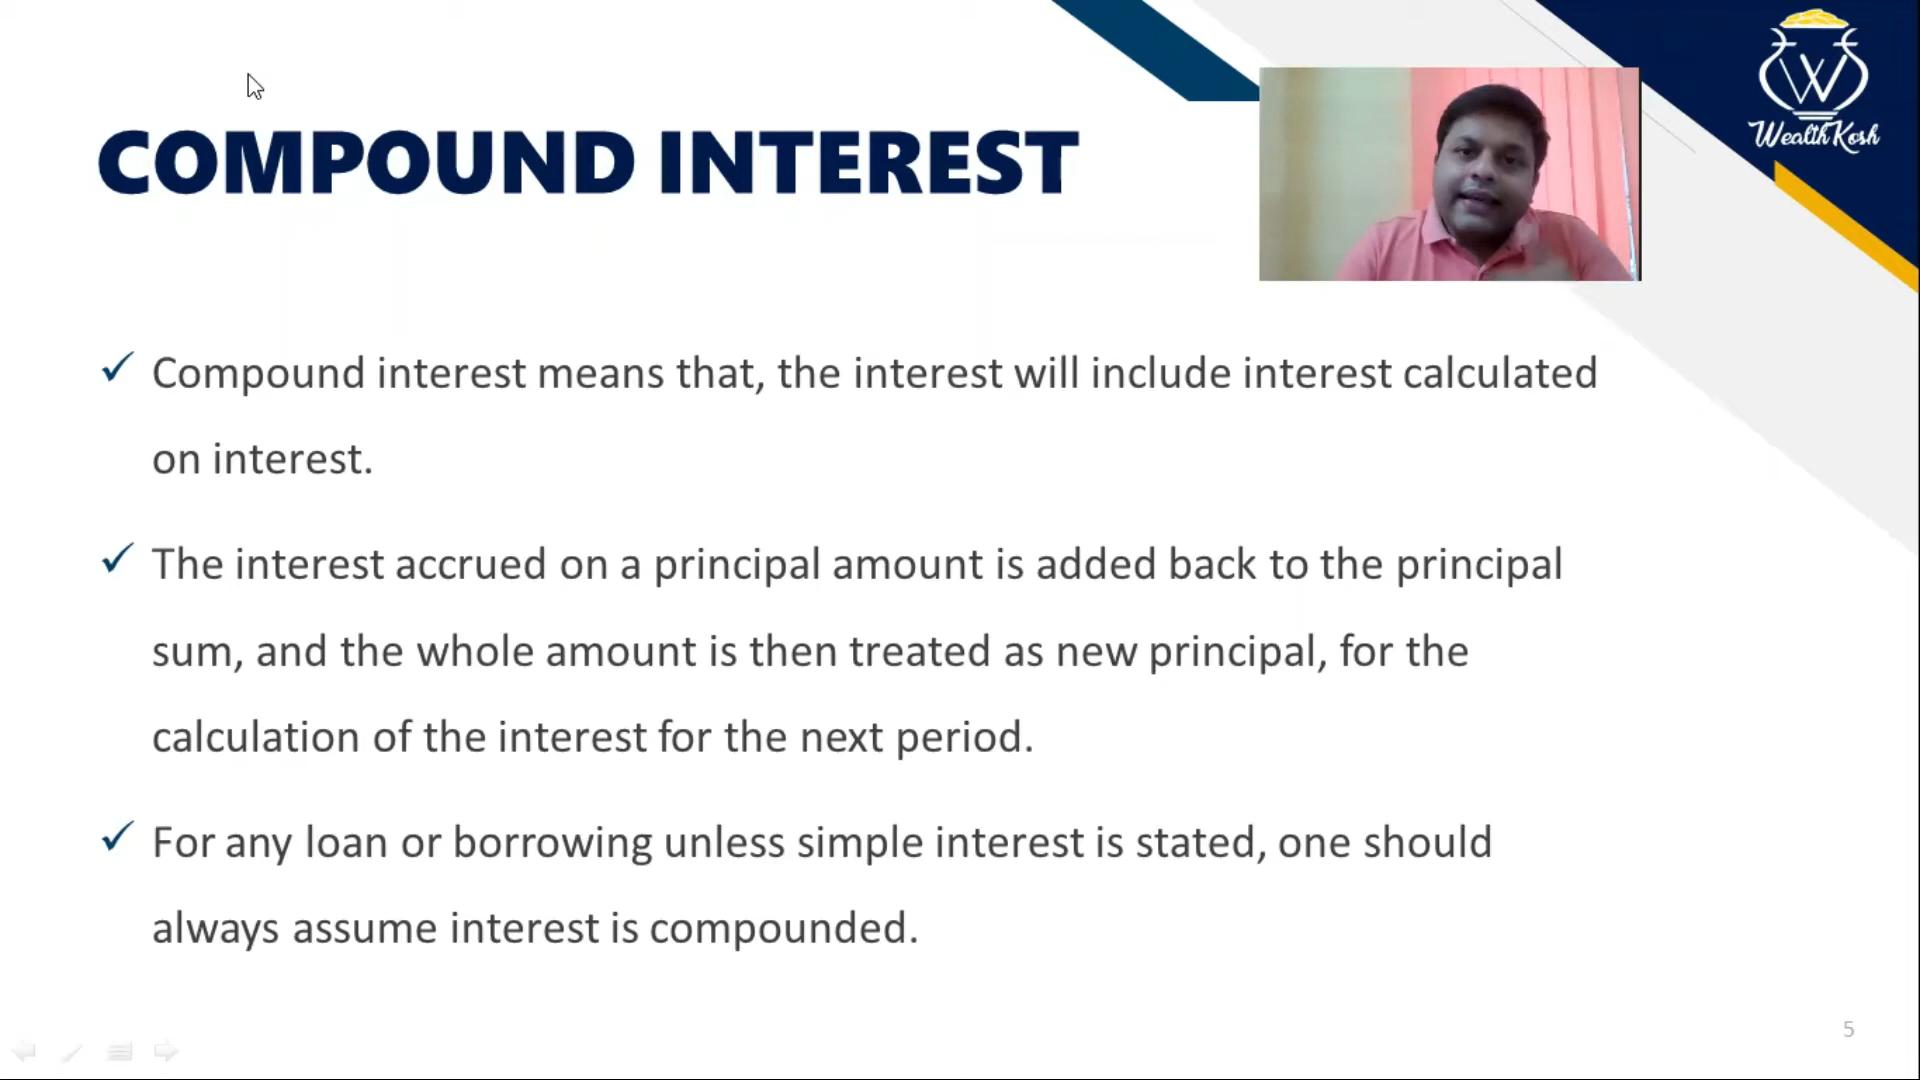 W
WealthKosh
COMPOUND INTEREST
✓ Compound interest means that, the interest will include interest calculated
on interest.
✓ The interest accrued on a principal amount is added back to the principal
sum, and the whole amount is then treated as new principal, for the
calculation of the interest for the next period.
✓ For any loan or borrowing unless simple interest is stated, one should
always assume interest is compounded.
5